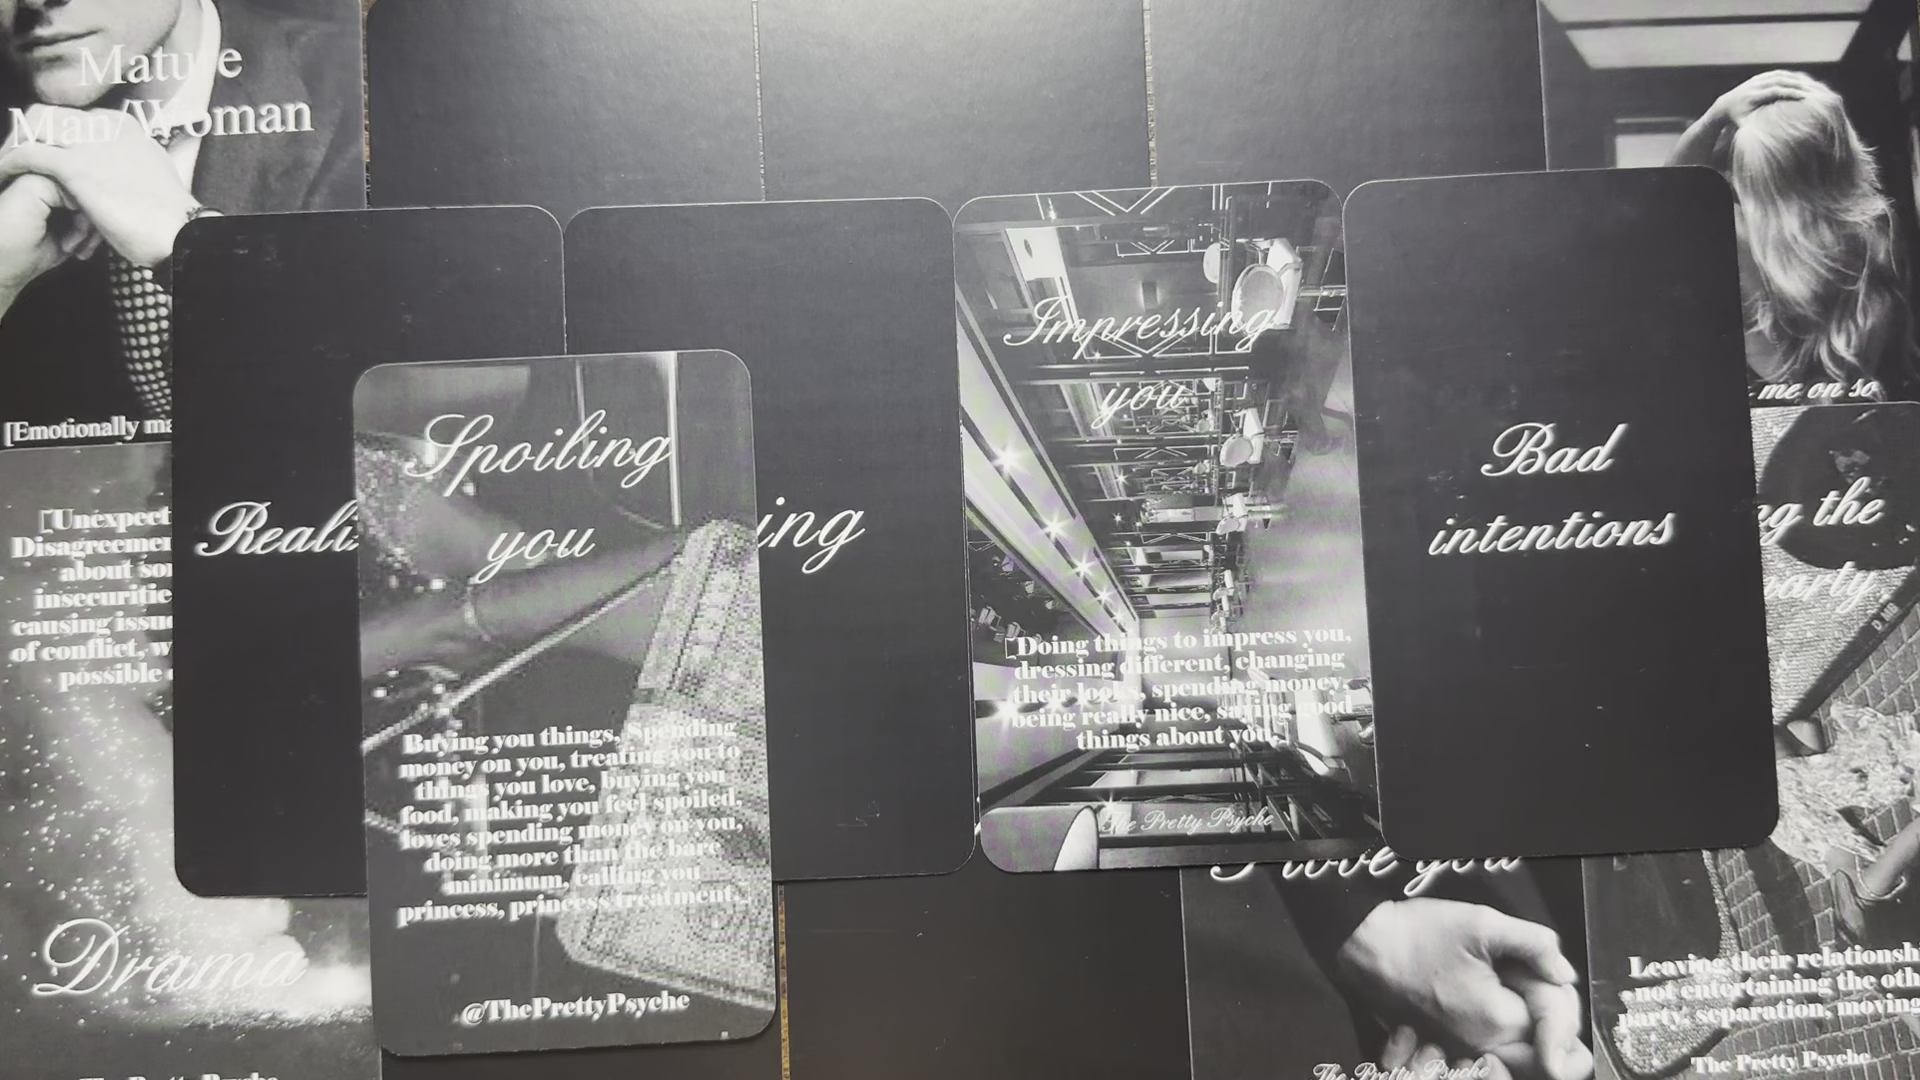 Mature
Man/Woman
[Emotionally
[Unexpect
Disagreemen
about
insecuritie
causing issu
of conflict,
possible
Drama
Reali
Spoiling
you
Buying you things, Spending
money on you, treating you to
things you love, buying you
food, making you feel spoiled,
loves spending money on you,
doing more than the bare
minimum, calling you
princess, princess treatment.
@ThePrettyPsyche
ing
Impressing
you
[Doing things to impress you,
dressing different, changing
their looks, spending money,
being really nice, saying good
things about you.]
The Pretty Psyche
Bad
intentions
me on so
the
party
I love you
The Pretty Psyche
Leaving their relationsh
not entertaining the oth
party, separation, moving
The Pretty Psyche